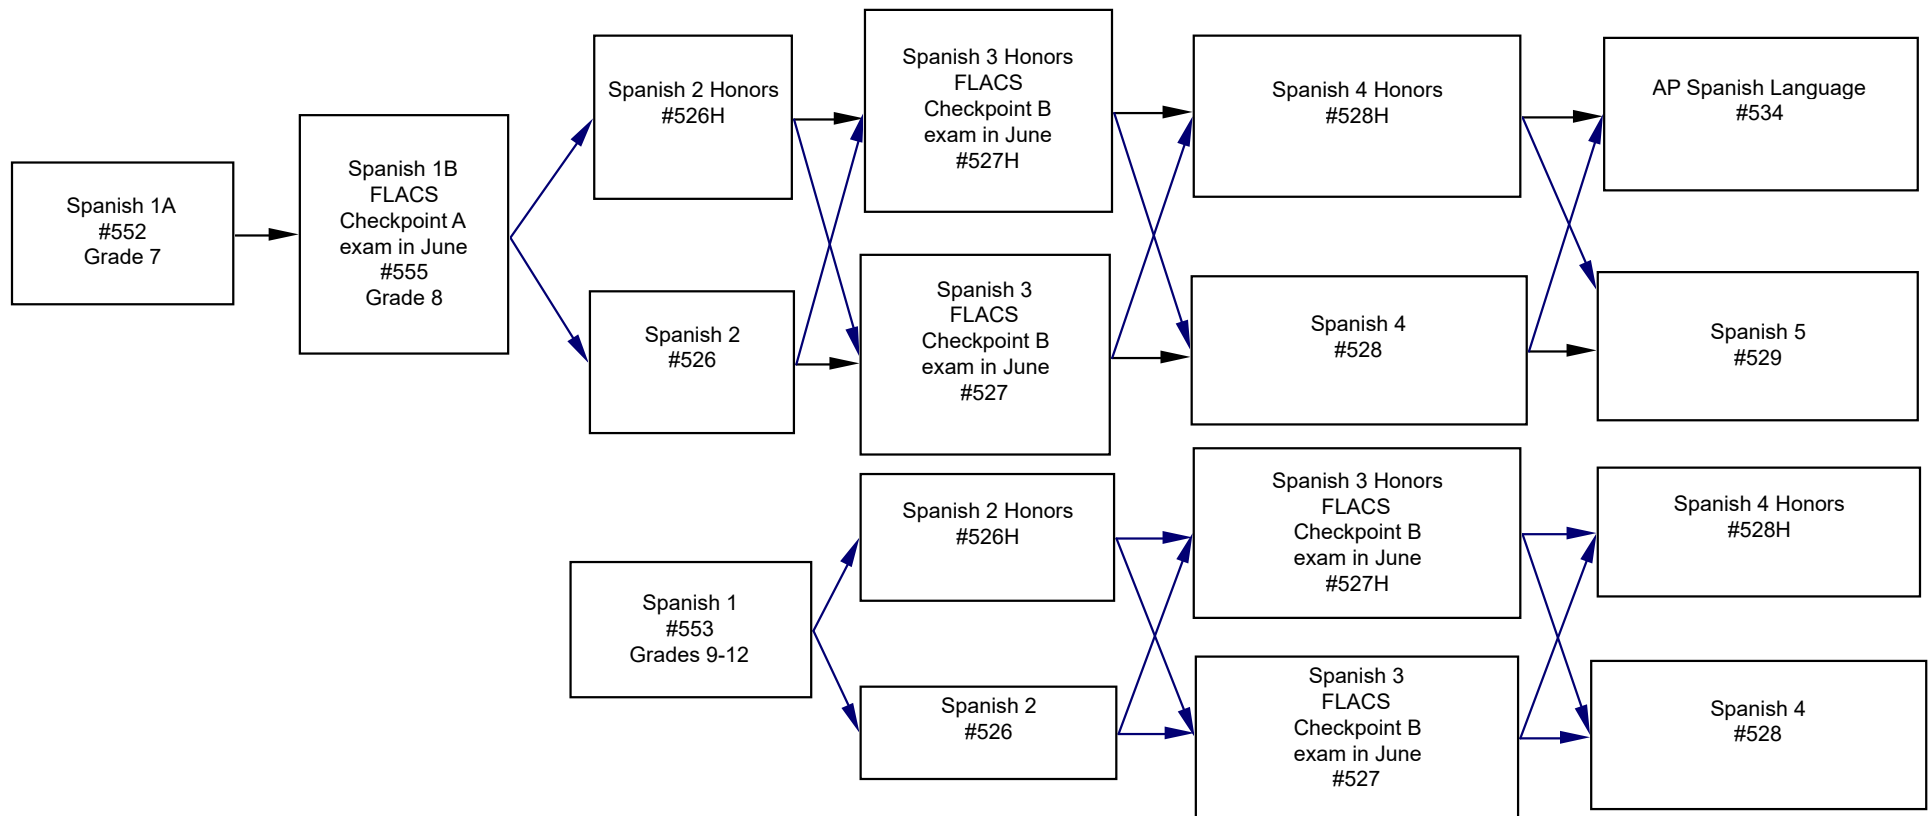 Spanish 1A
#552
Grade 7
Spanish 1B
FLACS
Checkpoint A
exam in June
#555
Grade 8
Spanish 2 Honors
#526H
Spanish 2
#526
Spanish 3 Honors
FLACS
Checkpoint B
exam in June
#527H
Spanish 3
FLACS
Checkpoint B
exam in June
#527
Spanish 4 Honors
#528H
Spanish 4
#528
AP Spanish Language
#534
Spanish 5
#529
Spanish 1
#553
Grades 9-12
Spanish 2 Honors
#526H
Spanish 2
#526
Spanish 3 Honors
FLACS
Checkpoint B
exam in June
#527H
Spanish 3
FLACS
Checkpoint B
exam in June
#527
Spanish 4 Honors
#528H
Spanish 4
#528